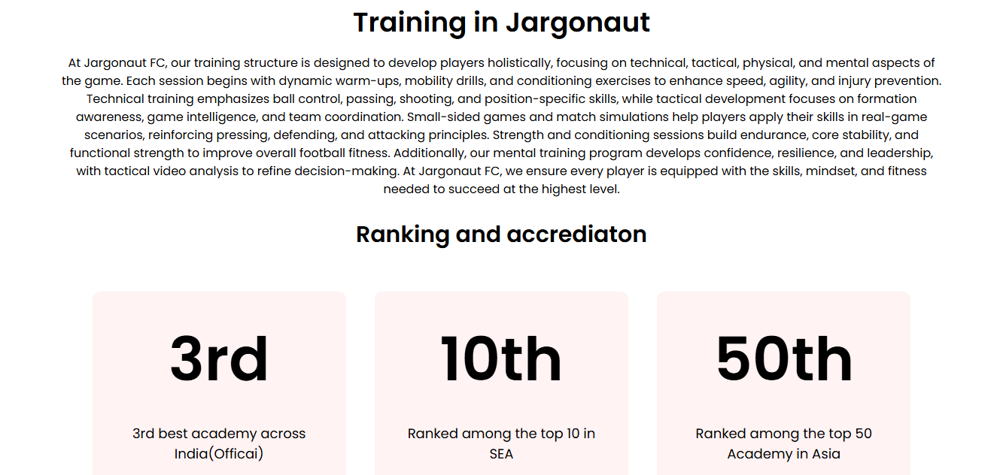 Training in Jargonaut
At Jargonaut FC, our training structure is designed to develop players holistically, focusing on technical, tactical, physical, and mental aspects of
the game. Each session begins with dynamic warm-ups, mobility drills, and conditioning exercises to enhance speed, agility, and injury prevention.
Technical training emphasizes ball control, passing, shooting, and position-specific skills, while tactical development focuses on formation
awareness, game intelligence, and team coordination. Small-sided games and match simulations help players apply their skills in real-game
scenarios, reinforcing pressing, defending, and attacking principles. Strength and conditioning sessions build endurance, core stability, and
functional strength to improve overall football fitness. Additionally, our mental training program develops confidence, resilience, and leadership,
with tactical video analysis to refine decision-making. At Jargonaut FC, we ensure every player is equipped with the skills, mindset, and fitness
needed to succeed at the highest level.
Ranking and accrediaton
3rd
3rd best academy across
India(Officai)
10th
Ranked among the top 10 in
SEA
50th
Ranked among the top 50
Academy in Asia